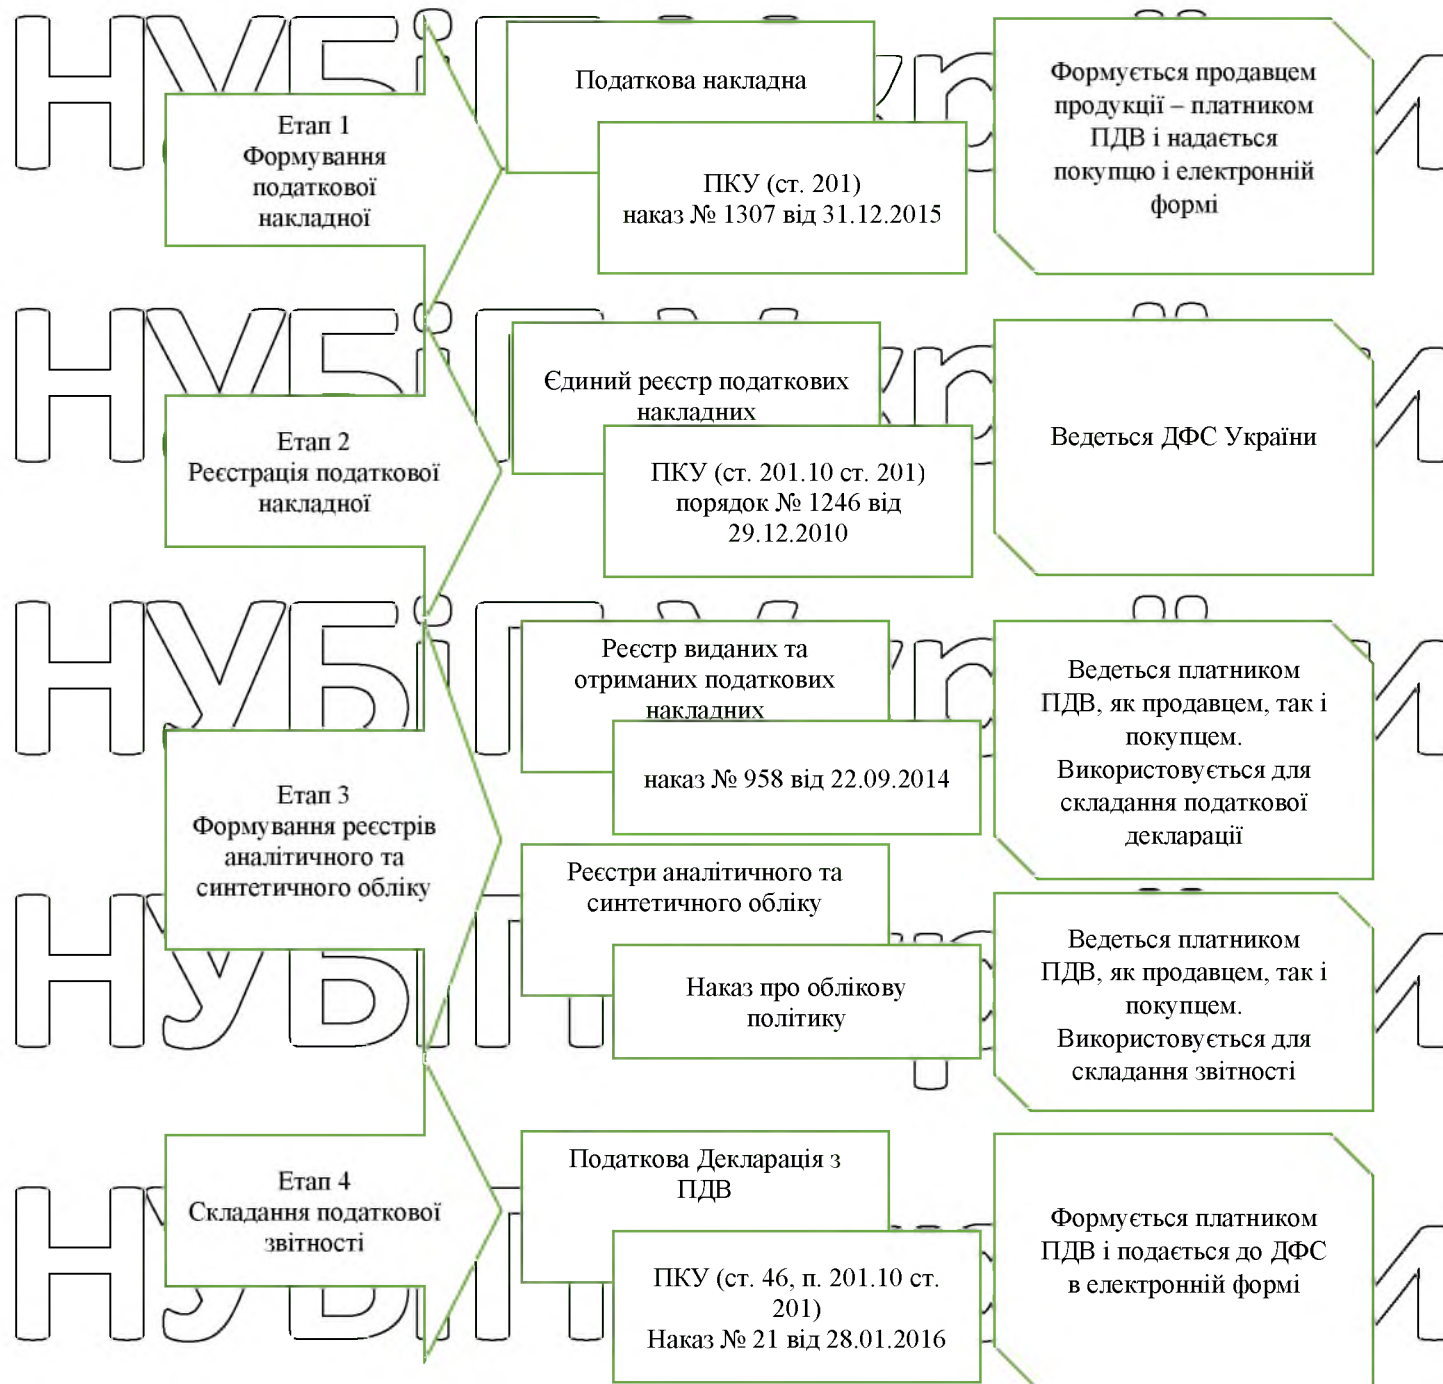 Етап 1
Формування
податкової
накладної
Податкова накладна
ПКУ (ст. 201)
наказ № 1307 від 31.12.2015
Формується продавцем
продукції – платником
ПДВ і надається
покупцю і електронній
формі
Етап 2
Реєстрація податкової
накладної
Єдиний реєстр податкових
накладних
ПКУ (ст. 201.10 ст. 201)
порядок № 1246 від
29.12.2010
Ведеться ДФС України
Етап 3
Формування реєстрів
аналітичного та
синтетичного обліку
Реєстр виданих та
отриманих податкових
накладних
наказ № 958 від 22.09.2014
Ведеться платником
ПДВ, як продавцем, так і
покупцем.
Використовується для
складання податкової
декларації
Реєстри аналітичного та
синтетичного обліку
Наказ про облікову
політику
Ведеться платником
ПДВ, як продавцем, так і
покупцем.
Використовується для
складання звітності
Етап 4
Складання податкової
звітності
Податкова Декларація з
ПДВ
ПКУ (ст. 46, п. 201.10 ст.
201)
Наказ № 21 від 28.01.2016
Формується платником
ПДВ і подається до ДФС
в електронній формі